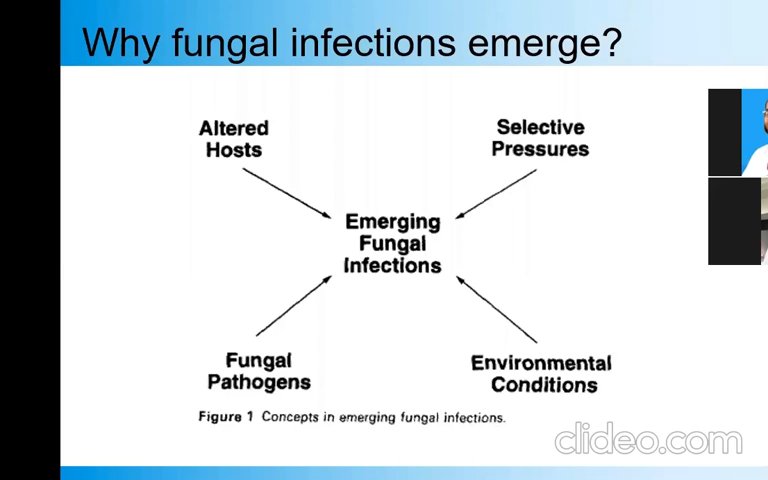 Why fungal infections emerge?
Altered
Hosts
Selective
Pressures
Emerging
Fungal
Infections
Fungal
Pathogens
Environmental
Conditions
Figure 1 Concepts in emerging fungal infections.
clideo.com